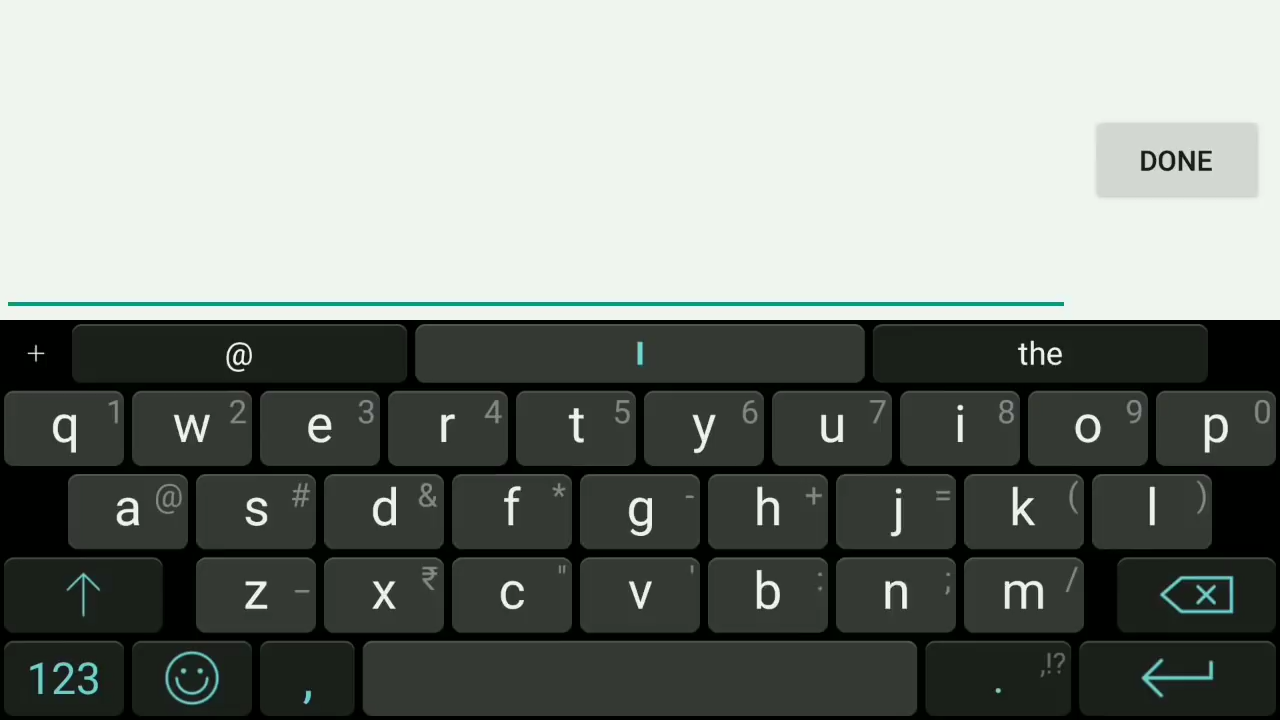 DONE
+ @ I the
q 1 w 2 e 3 r 4 t 5 y 6 u 7 i 8 o 9 p 0
a @ s # d & f * g - h + j = k ( l )
z _ x ₹ c " v ' b : n ; m /
123 , . ,!?